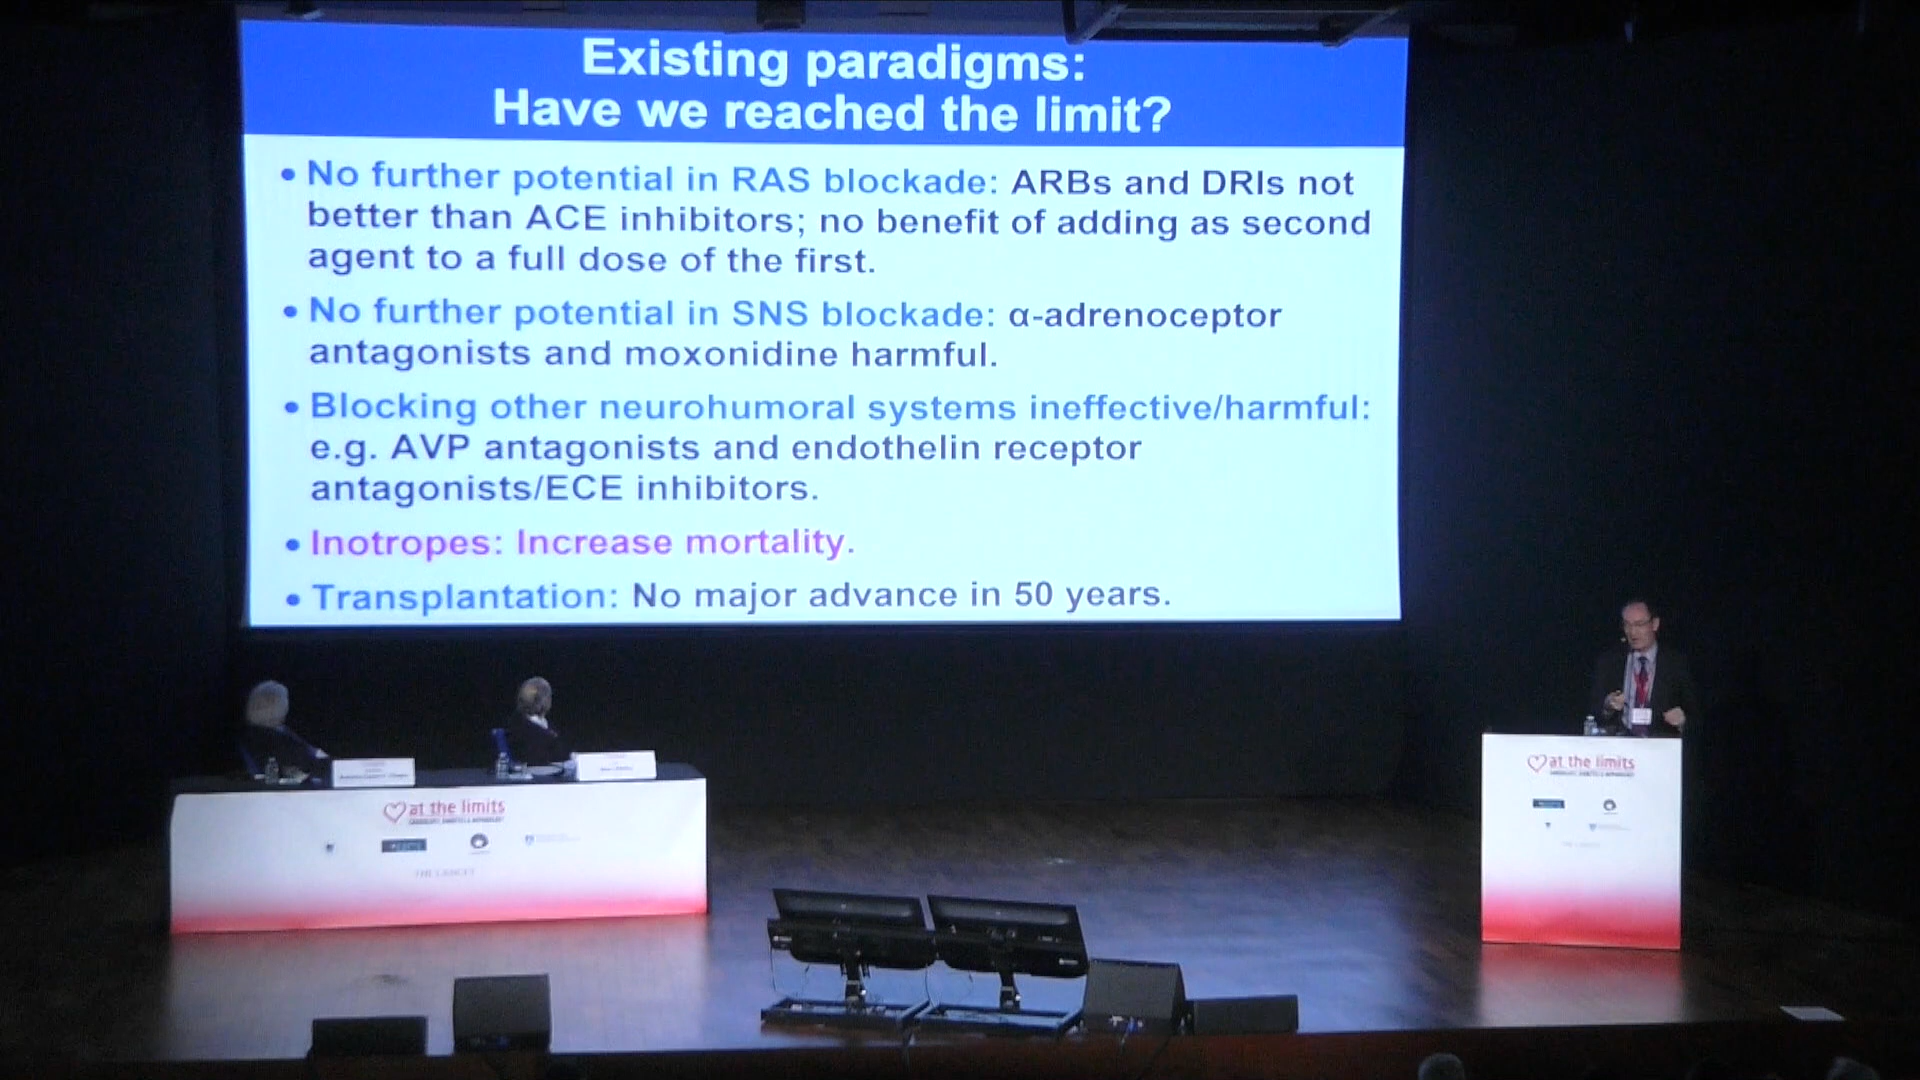 Existing paradigms:
Have we reached the limit?
• No further potential in RAS blockade: ARBs and DRIs not
better than ACE inhibitors; no benefit of adding as second
agent to a full dose of the first.
• No further potential in SNS blockade: α-adrenoceptor
antagonists and moxonidine harmful.
• Blocking other neurohumoral systems ineffective/harmful:
e.g. AVP antagonists and endothelin receptor
antagonists/ECE inhibitors.
• Inotropes: Increase mortality.
• Transplantation: No major advance in 50 years.
at the limits
THE LANCET
at the limits